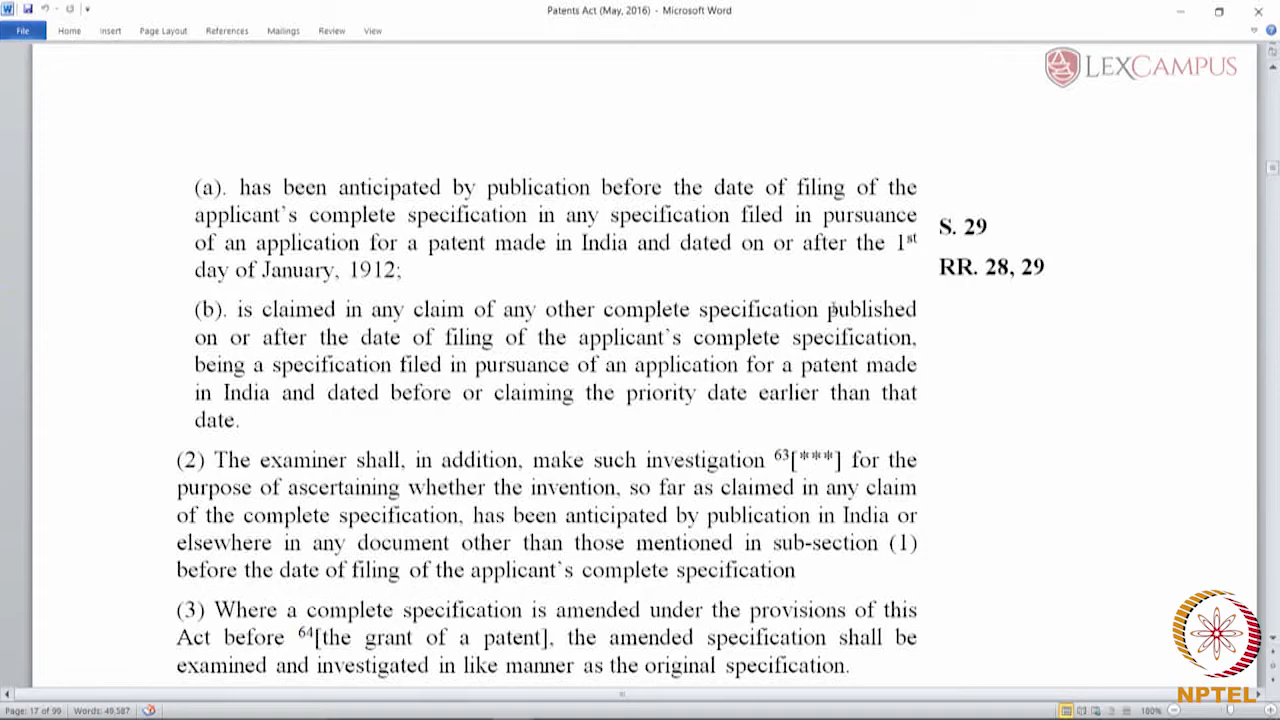 Patents Act (May, 2016) - Microsoft Word
File Home Insert Page Layout References Mailings Review View
LEXCAMPUS
(a). has been anticipated by publication before the date of filing of the
applicant`s complete specification in any specification filed in pursuance
of an application for a patent made in India and dated on or after the 1st
day of January, 1912;
S. 29
RR. 28, 29
(b). is claimed in any claim of any other complete specification published
on or after the date of filing of the applicant`s complete specification,
being a specification filed in pursuance of an application for a patent made
in India and dated before or claiming the priority date earlier than that
date.
(2) The examiner shall, in addition, make such investigation 63[***] for the
purpose of ascertaining whether the invention, so far as claimed in any claim
of the complete specification, has been anticipated by publication in India or
elsewhere in any document other than those mentioned in sub-section (1)
before the date of filing of the applicant`s complete specification
(3) Where a complete specification is amended under the provisions of this
Act before 64[the grant of a patent], the amended specification shall be
examined and investigated in like manner as the original specification.
NPTEL
Page: 17 of 99 Words: 49,587 180%